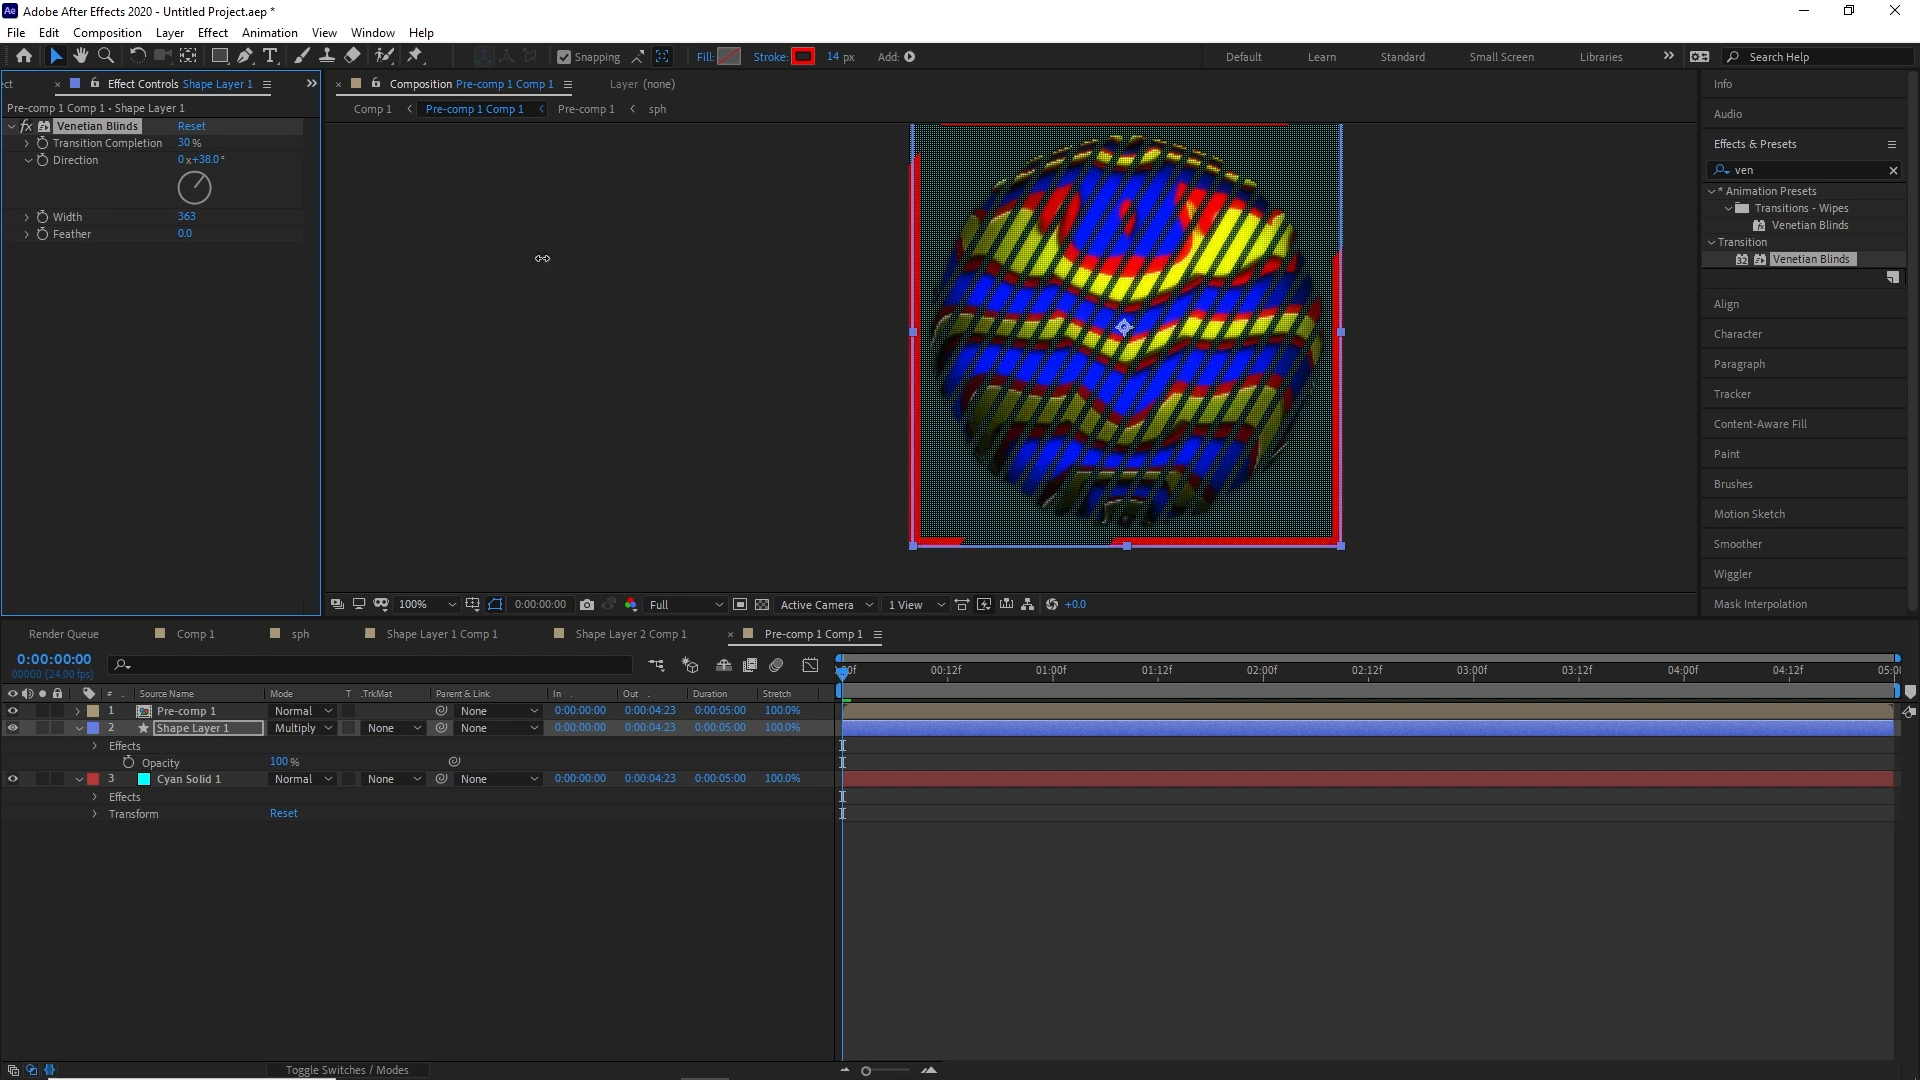 Ae Adobe After Effects 2020 - Untitled Project.aep *
File Edit Composition Layer Effect Animation View Window Help
T Snapping Fill: Stroke: 14 px Add: Default Learn Standard Small Screen Libraries » Search Help
ect × Effect Controls Shape Layer 1 »
Pre-comp 1 Comp 1 • Shape Layer 1
fx Venetian Blinds Reset
Transition Completion 30 %
Direction 0x+38.0°
Width 363
Feather 0.0
× Composition Pre-comp 1 Comp 1 Layer (none)
Comp 1 < Pre-comp 1 Comp 1 < Pre-comp 1 < sph
100% 0:00:00:00 Full Active Camera 1 View +0.0
Info
Audio
Effects & Presets
ven ×
* Animation Presets
Transitions - Wipes
Venetian Blinds
Transition
32 Venetian Blinds
Align
Character
Paragraph
Tracker
Content-Aware Fill
Paint
Brushes
Motion Sketch
Smoother
Wiggler
Mask Interpolation
Render Queue Comp 1 sph Shape Layer 1 Comp 1 Shape Layer 2 Comp 1 × Pre-comp 1 Comp 1
0:00:00:00
00000 (24.00 fps)
:00f 00:12f 01:00f 01:12f 02:00f 02:12f 03:00f 03:12f 04:00f 04:12f 05:00
# Source Name Mode T .TrkMat Parent & Link In Out Duration Stretch
1 Pre-comp 1 Normal None 0:00:00:00 0:00:04:23 0:00:05:00 100.0%
2 Shape Layer 1 Multiply None None 0:00:00:00 0:00:04:23 0:00:05:00 100.0%
Effects
Opacity 100 %
3 Cyan Solid 1 Normal None None 0:00:00:00 0:00:04:23 0:00:05:00 100.0%
Effects
Transform Reset
Toggle Switches / Modes